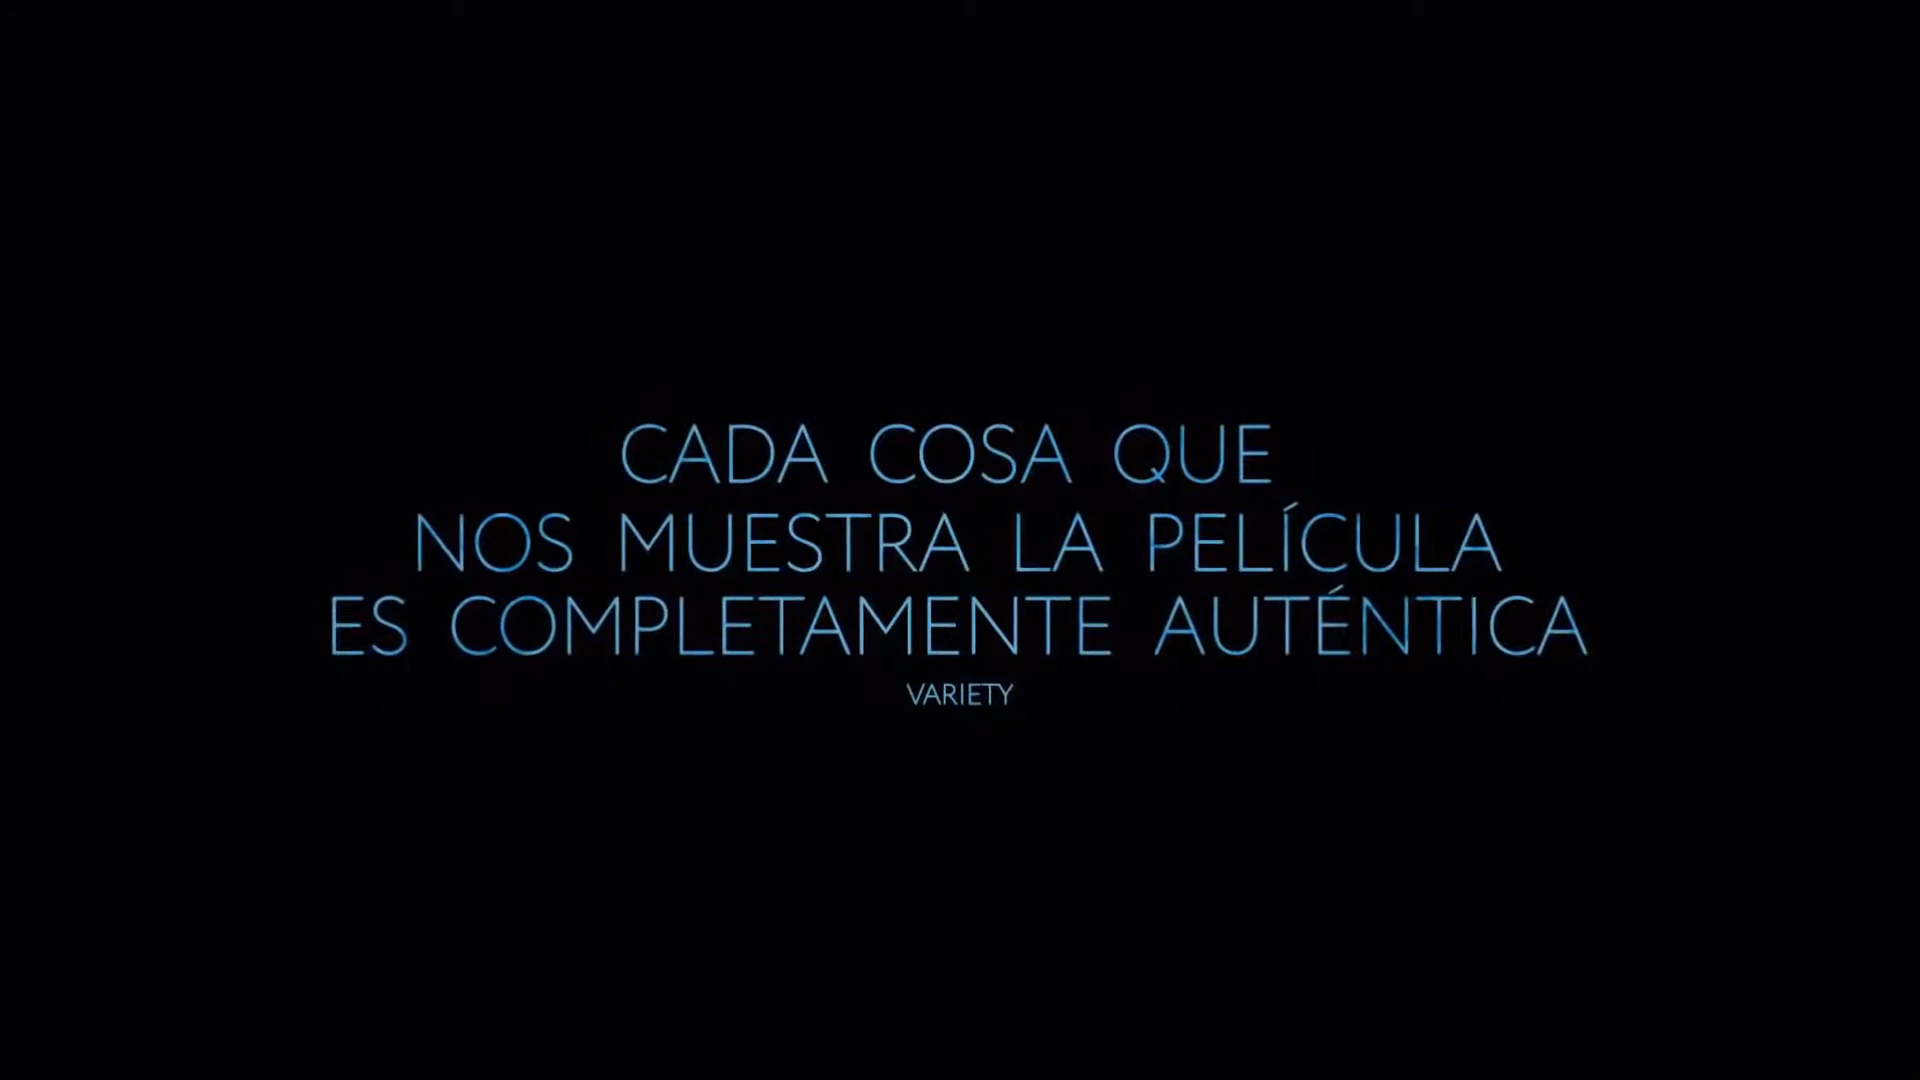 CADA COSA QUE
NOS MUESTRA LA PELÍCULA
ES COMPLETAMENTE AUTÉNTICA
VARIETY